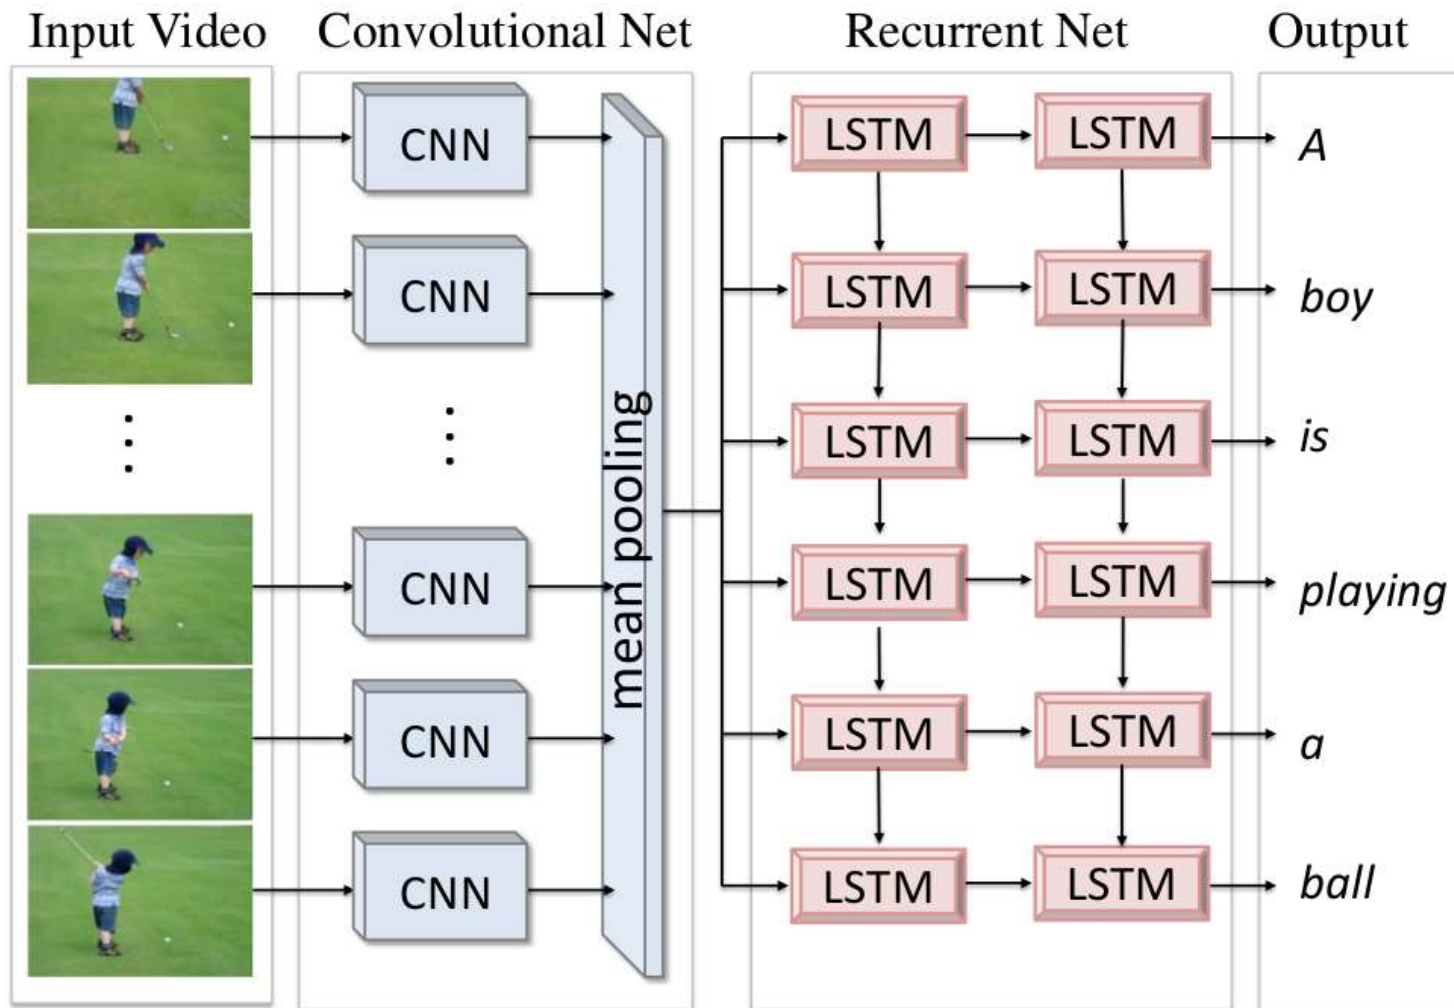 Input Video
Convolutional Net
Recurrent Net
Output
CNN
LSTM
LSTM
A
CNN
LSTM
LSTM
boy
mean pooling
LSTM
LSTM
is
CNN
LSTM
LSTM
playing
CNN
LSTM
LSTM
a
CNN
LSTM
LSTM
ball